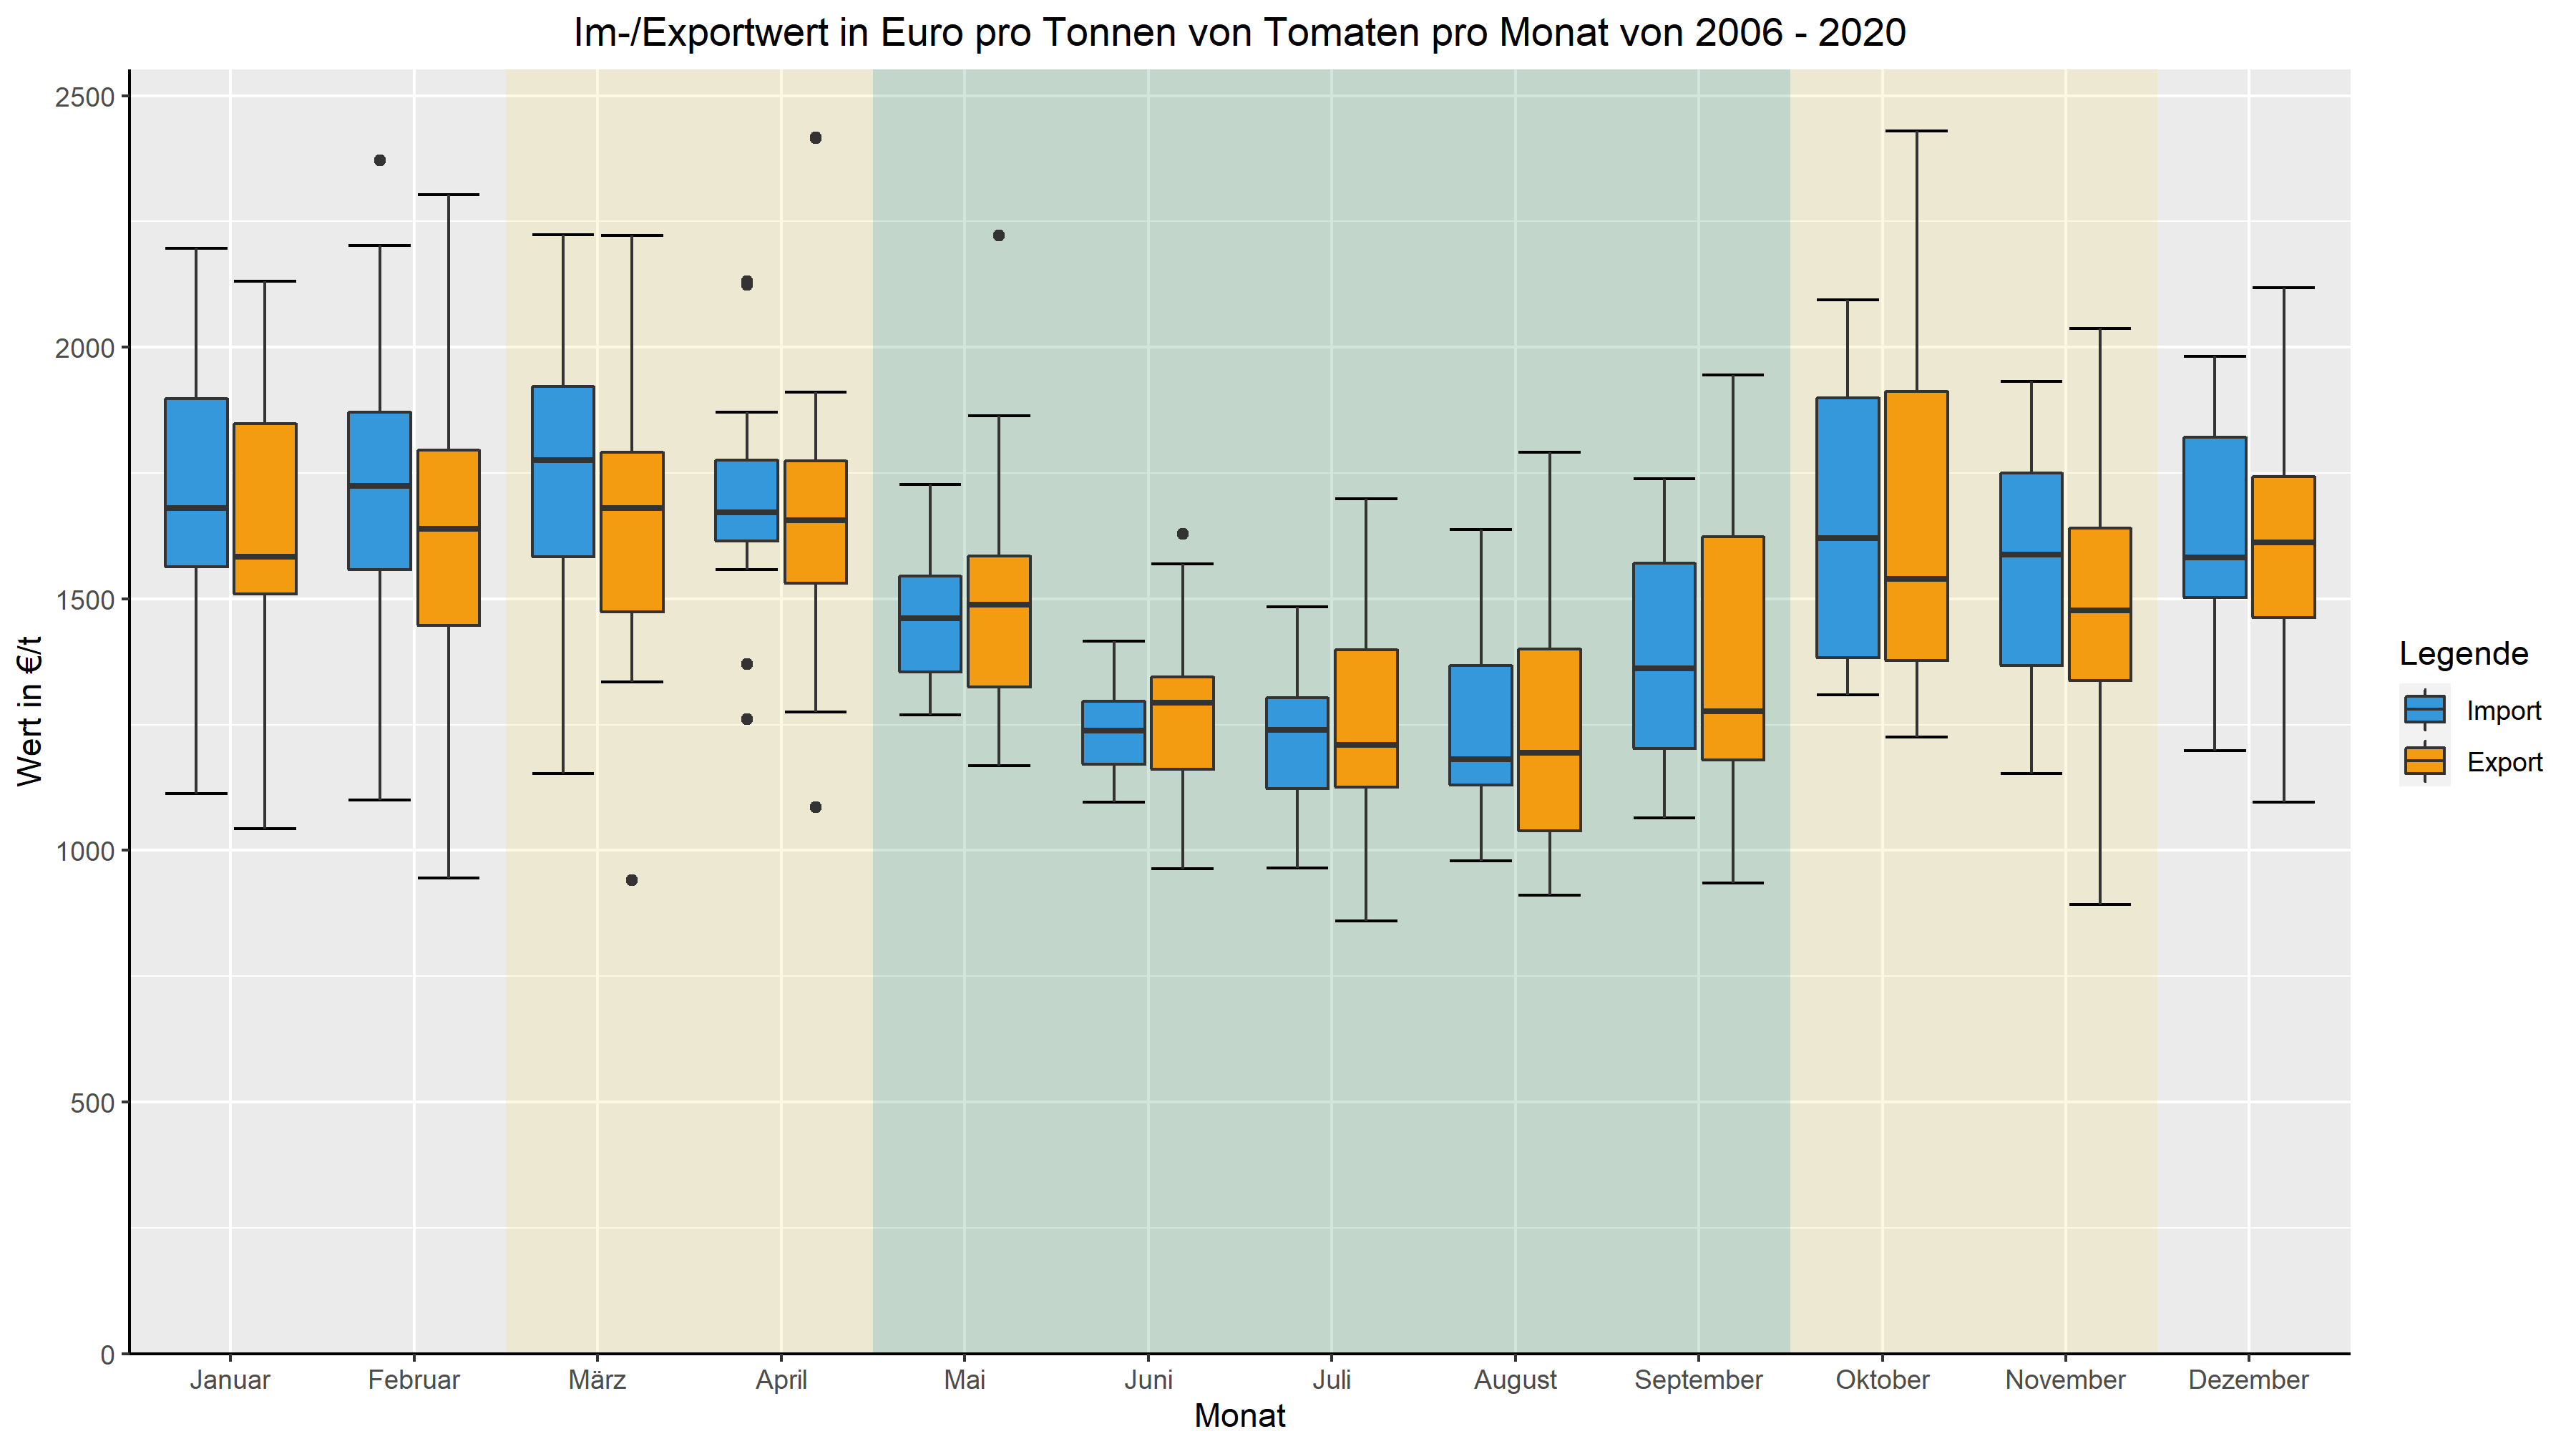 Im-/Exportwert in Euro pro Tonnen von Tomaten pro Monat von 2006 - 2020
2500
2000
1500
1000
500
0
Wert in €/t
Januar Februar März April Mai Juni Juli August September Oktober November Dezember
Monat
Legende
Import
Export